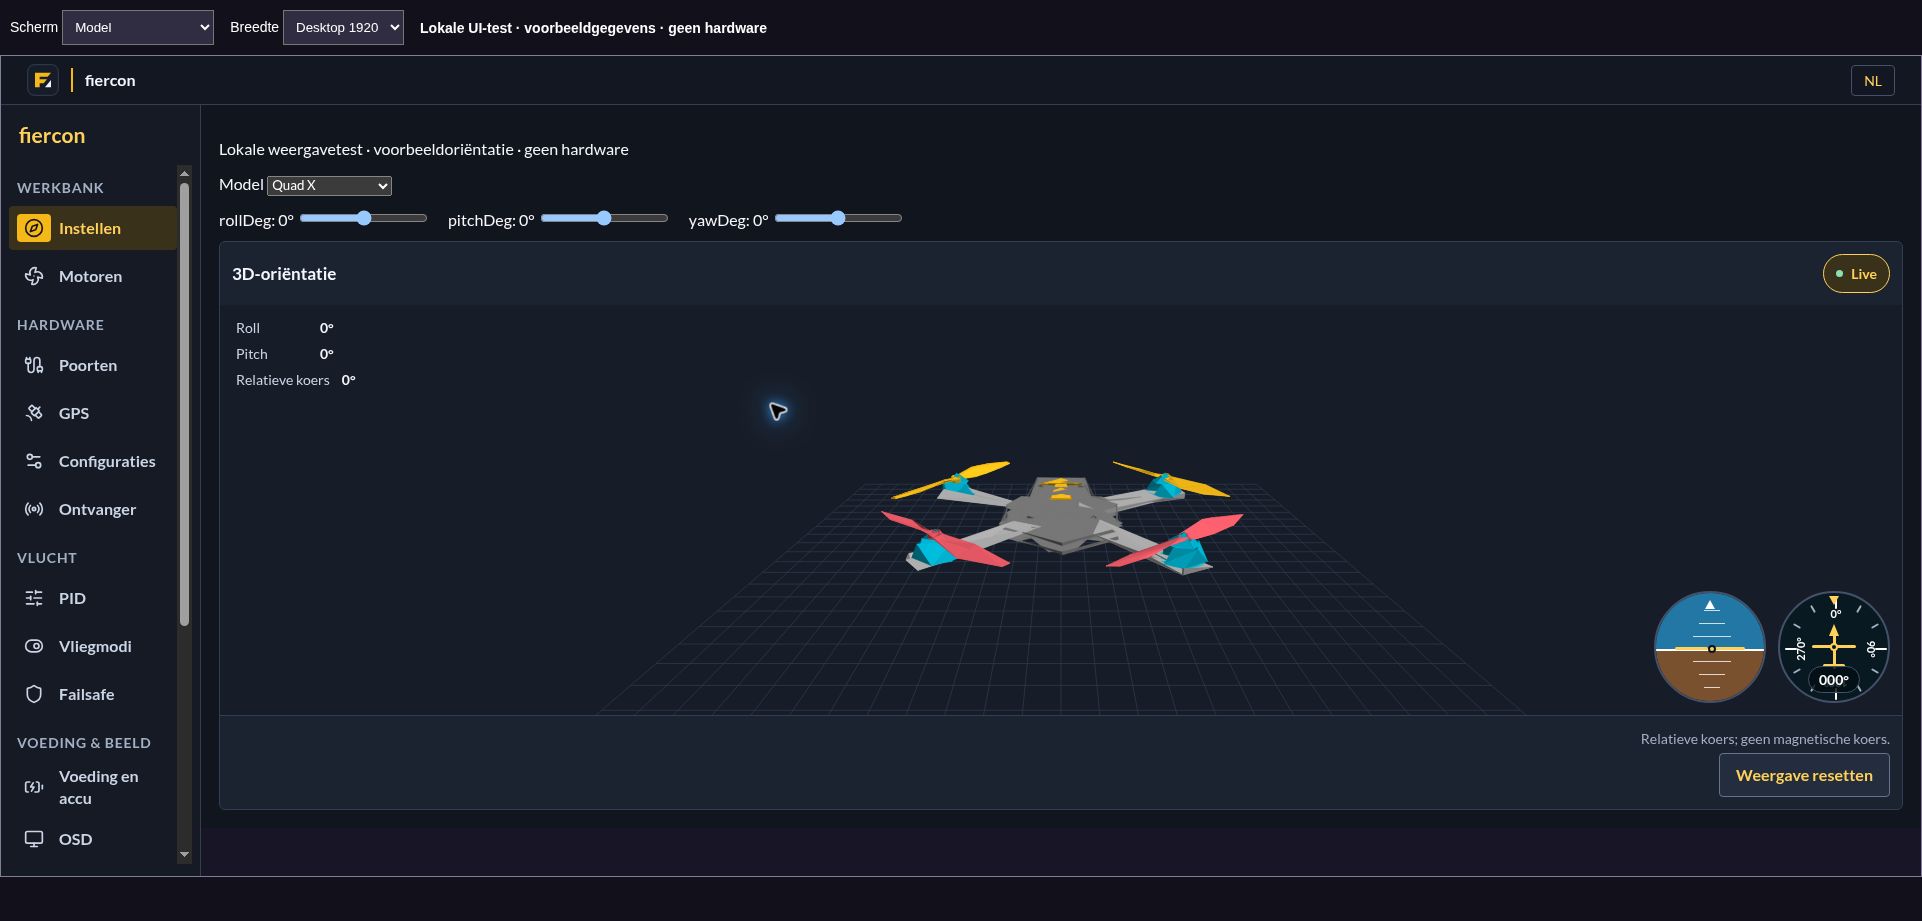 Scherm Model Breedte Desktop 1920 Lokale UI-test · voorbeeldgegevens · geen hardware
fiercon NL
fiercon
WERKBANK
Instellen
Motoren
HARDWARE
Poorten
GPS
Configuraties
Ontvanger
VLUCHT
PID
Vliegmodi
Failsafe
VOEDING & BEELD
Voeding en
accu
OSD
Lokale weergavetest · voorbeeldoriëntatie · geen hardware
Model Quad X
rollDeg: 0° pitchDeg: 0° yawDeg: 0°
3D-oriëntatie Live
Roll 0°
Pitch 0°
Relatieve koers 0°
0°
270° 90°
000°
Relatieve koers; geen magnetische koers.
Weergave resetten